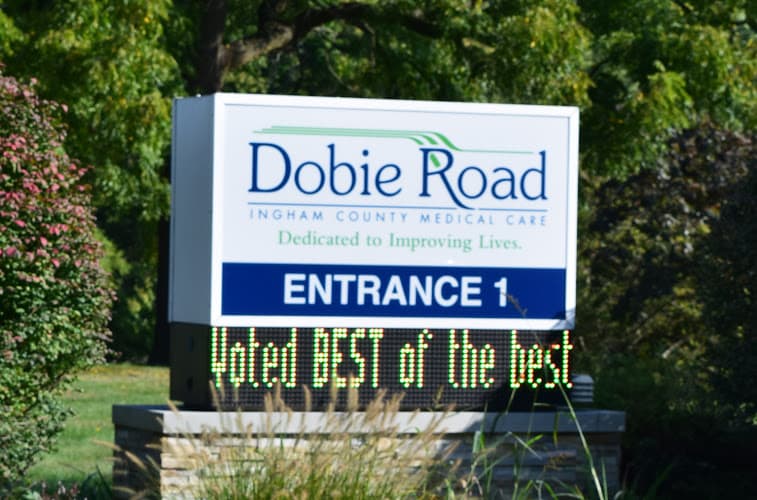 Dobie Road
INGHAM COUNTY MEDICAL CARE
Dedicated to Improving Lives.
ENTRANCE 1
Voted BEST of the best